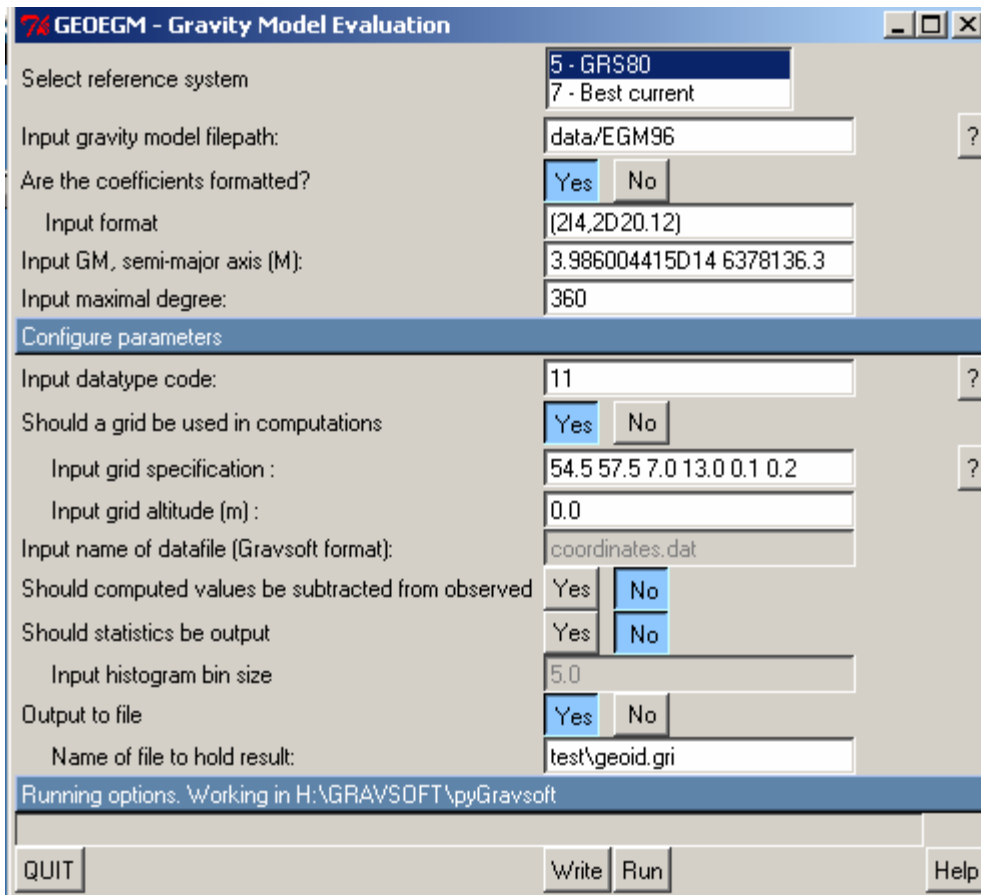 GEOEGM - Gravity Model Evaluation
Select reference system
5 - GRS80
7 - Best current
Input gravity model filepath: data/EGM96 ?
Are the coefficients formatted? Yes No
Input format (2I4,2D20.12)
Input GM, semi-major axis (M): 3.986004415D14 6378136.3
Input maximal degree: 360
Configure parameters
Input datatype code: 11 ?
Should a grid be used in computations Yes No
Input grid specification : 54.5 57.5 7.0 13.0 0.1 0.2 ?
Input grid altitude (m) : 0.0
Input name of datafile (Gravsoft format): coordinates.dat
Should computed values be subtracted from observed Yes No
Should statistics be output Yes No
Input histogram bin size 5.0
Output to file Yes No
Name of file to hold result: test\geoid.gri
Running options. Working in H:\GRAVSOFT\pyGravsoft
QUIT Write Run Help